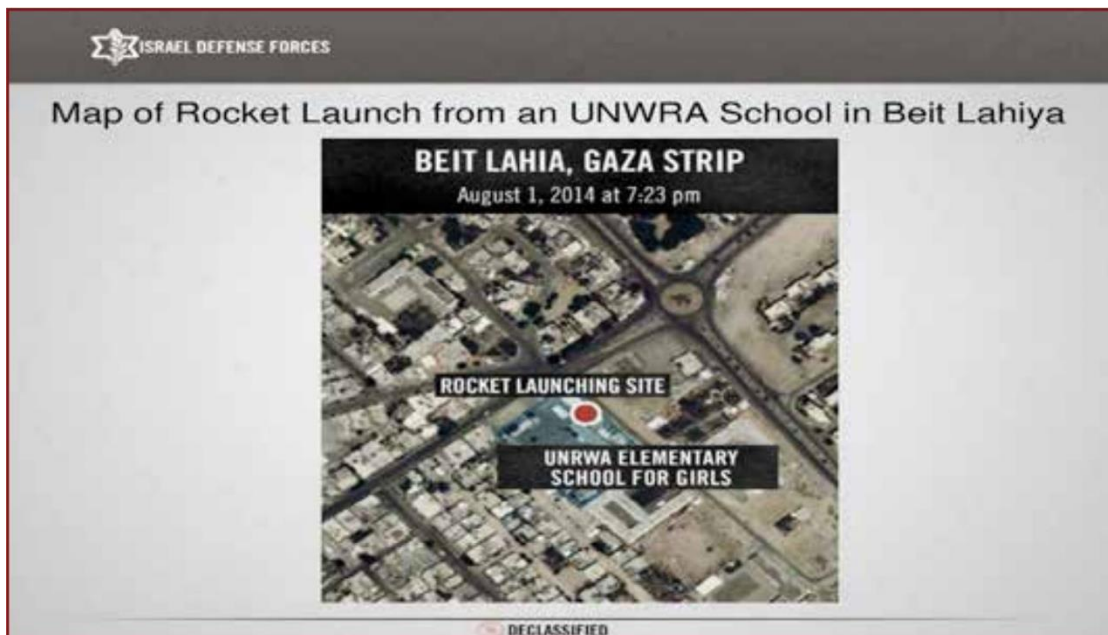 ISRAEL DEFENSE FORCES
Map of Rocket Launch from an UNWRA School in Beit Lahiya
BEIT LAHIA, GAZA STRIP
August 1, 2014 at 7:23 pm
ROCKET LAUNCHING SITE
UNRWA ELEMENTARY
SCHOOL FOR GIRLS
DECLASSIFIED